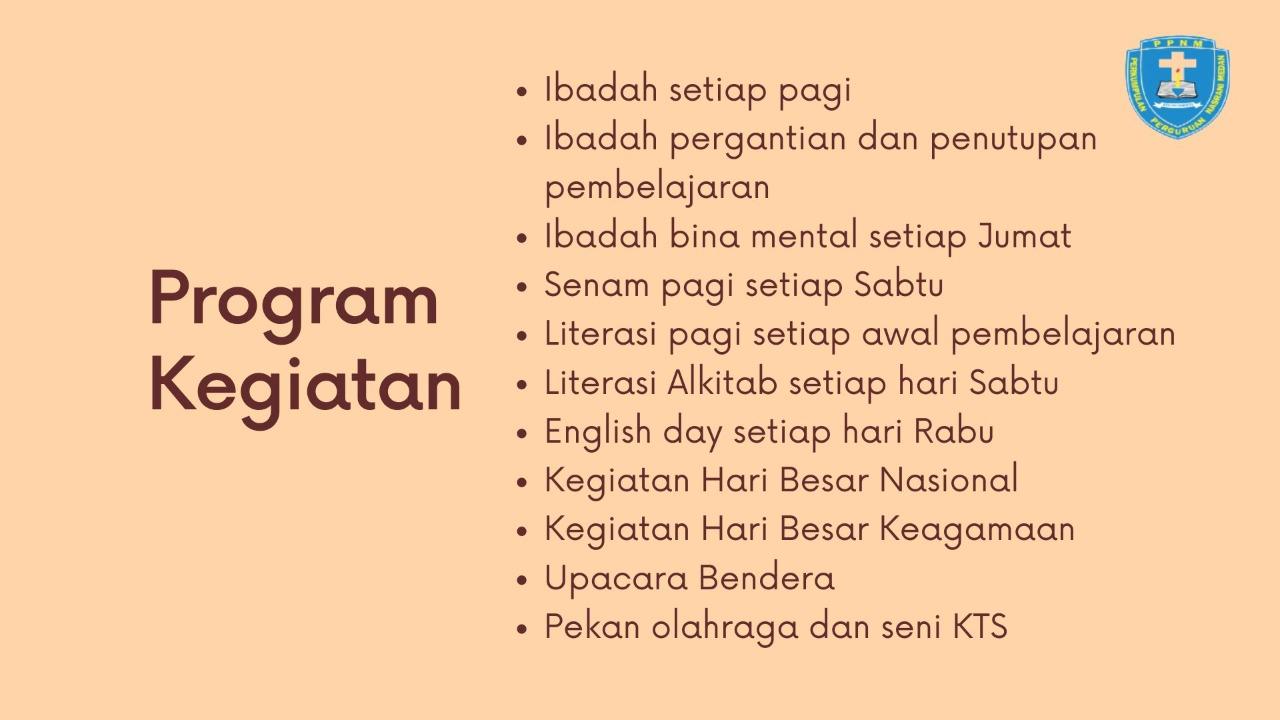 Program
Kegiatan
• Ibadah setiap pagi
• Ibadah pergantian dan penutupan
pembelajaran
• Ibadah bina mental setiap Jumat
• Senam pagi setiap Sabtu
• Literasi pagi setiap awal pembelajaran
• Literasi Alkitab setiap hari Sabtu
• English day setiap hari Rabu
• Kegiatan Hari Besar Nasional
• Kegiatan Hari Besar Keagamaan
• Upacara Bendera
• Pekan olahraga dan seni KTS
PPNM
PERKUMPULAN
PERGURUAN
NASRANI MEDAN